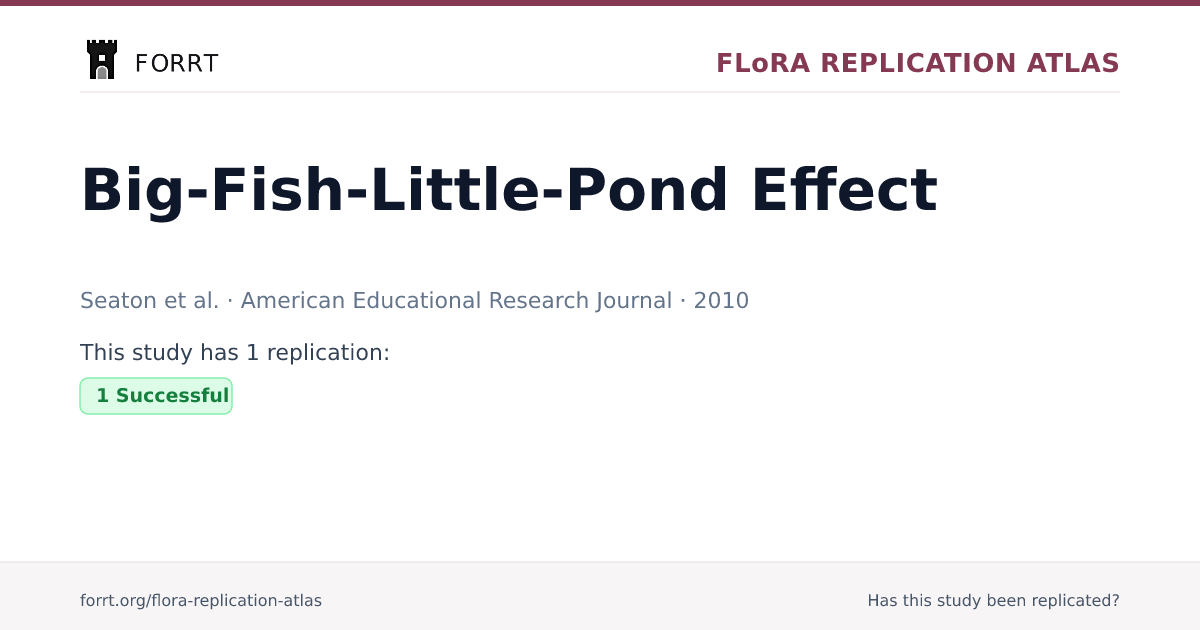 FORRT
FLoRA REPLICATION ATLAS
Big-Fish-Little-Pond Effect
Seaton et al. · American Educational Research Journal · 2010
This study has 1 replication:
1 Successful
forrt.org/flora-replication-atlas
Has this study been replicated?